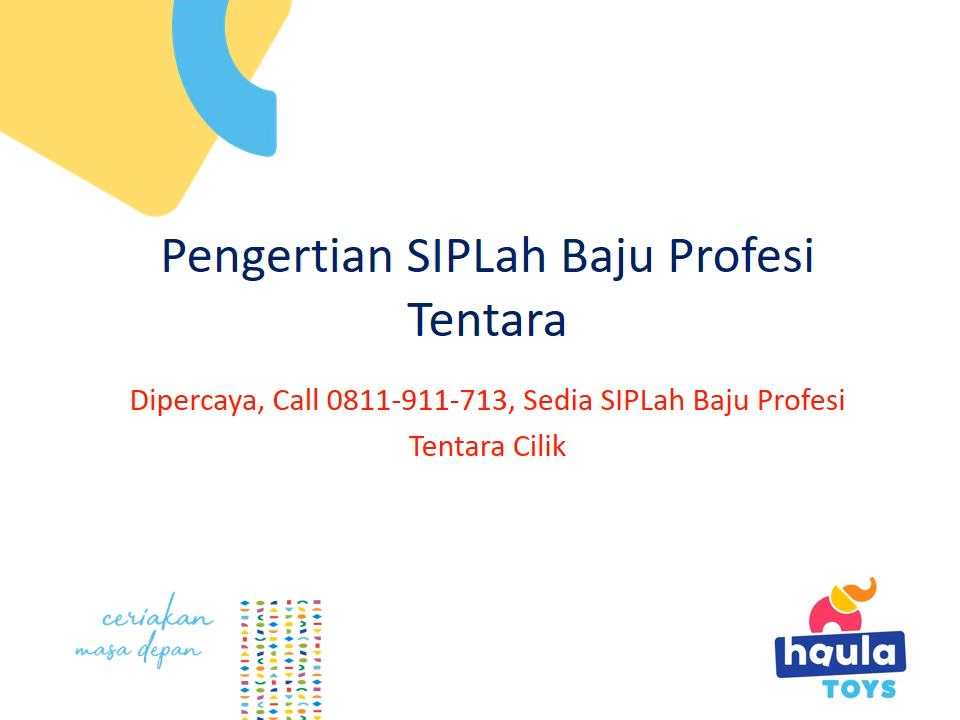 Pengertian SIPLah Baju Profesi
Tentara
Dipercaya, Call 0811-911-713, Sedia SIPLah Baju Profesi
Tentara Cilik
ceriakan
masa depan
haula
TOYS